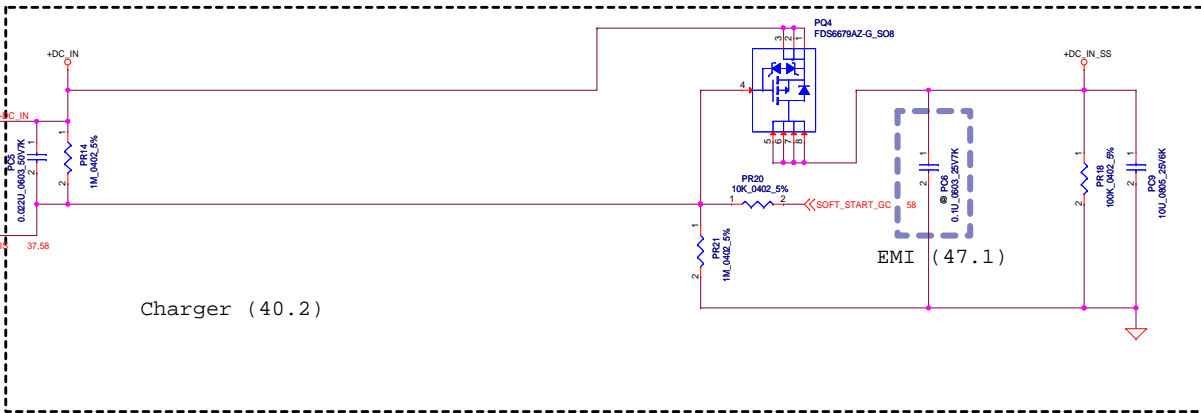 PQ4
FDS6679AZ-G_SO8
+DC_IN
3
2
1
4
5
6
7
8
+DC_IN_SS
+DC_IN
1
2
PC5
0.022U_0603_50V7K
1
2
PR14
1M_0402_5%
PR20
10K_0402_5%
1
2
SOFT_START_GC
58
1
2
PR21
1M_0402_5%
1
2
@ PC6
0.1U_0603_25V7K
EMI (47.1)
1
2
PR18
100K_0402_5%
1
2
PC9
10U_0805_25V6K
37,58
Charger (40.2)